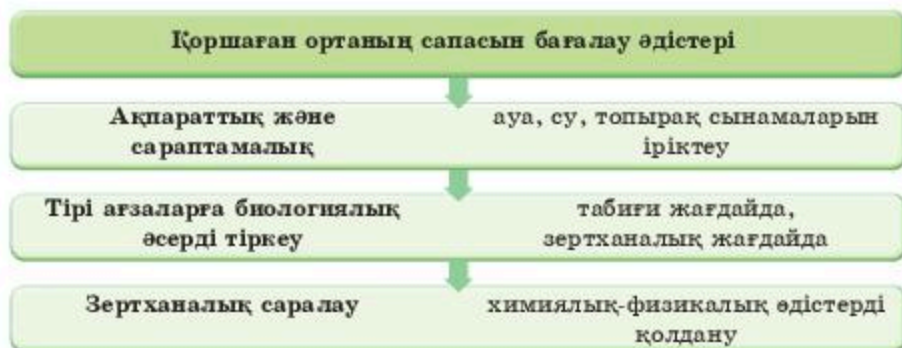 Қоршаған ортаның сапасын бағалау әдістері
Ақпараттық және
сараптамалық
ауа, су, топырақ сынамаларын
іріктеу
Тірі ағзаларға биологиялық
әсерді тіркеу
табиғи жағдайда,
зертханалық жағдайда
Зертханалық саралау
химиялық-физикалық әдістерді
қолдану